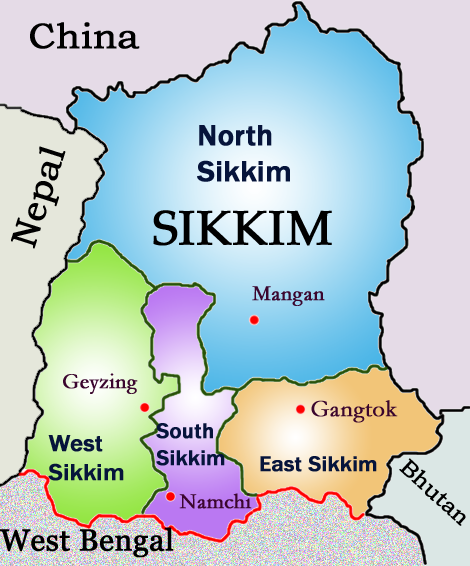 China
Nepal
North
Sikkim
SIKKIM
Mangan
Geyzing
Gangtok
West
Sikkim
South
Sikkim
East Sikkim
Bhutan
Namchi
West Bengal